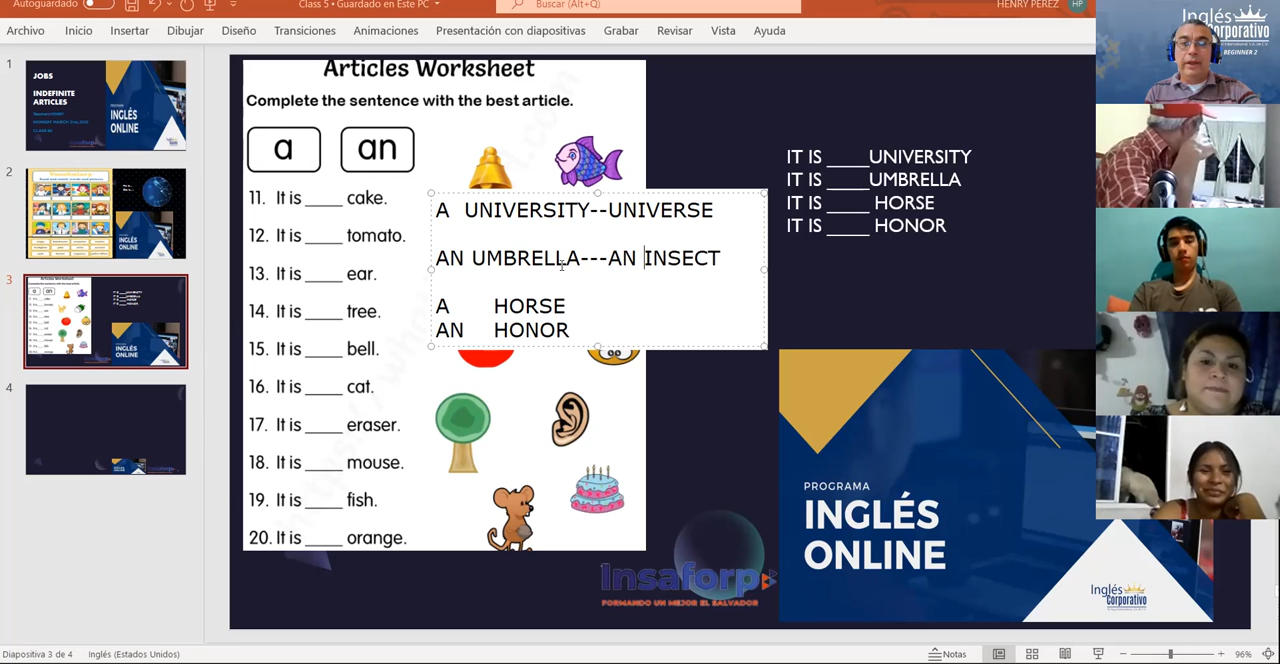 Autoguardado
Class 5 • Guardado en Este PC
Buscar (Alt+Q)
HENRY PEREZ
HP
Archivo Inicio Insertar Dibujar Diseño Transiciones Animaciones Presentación con diapositivas Grabar Revisar Vista Ayuda
1
JOBS
INDEFINITE
ARTICLES
PROGRAMA
INGLÉS
ONLINE
2
3
4
Articles Worksheet
Complete the sentence with the best article.
a an
11. It is ____ cake.
12. It is ____ tomato.
13. It is ____ ear.
14. It is ____ tree.
15. It is ____ bell.
16. It is ____ cat.
17. It is ____ eraser.
18. It is ____ mouse.
19. It is ____ fish.
20. It is ____ orange.
A UNIVERSITY--UNIVERSE
AN UMBRELLA---AN INSECT
A HORSE
AN HONOR
IT IS ____UNIVERSITY
IT IS ____UMBRELLA
IT IS ____ HORSE
IT IS ____ HONOR
PROGRAMA
INGLÉS
ONLINE
Inglés
Corporativo
Insaforp
FORMANDO UN MEJOR EL SALVADOR
Inglés
Corporativo
BEGINNER 2
Diapositiva 3 de 4
Inglés (Estados Unidos)
Notas
96%